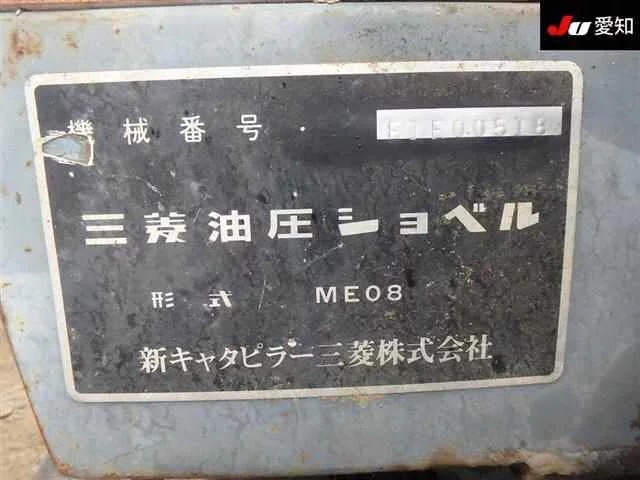 JU 愛知
機械番号
三菱油圧ショベル
形式 ME08
新キャタピラー三菱株式会社